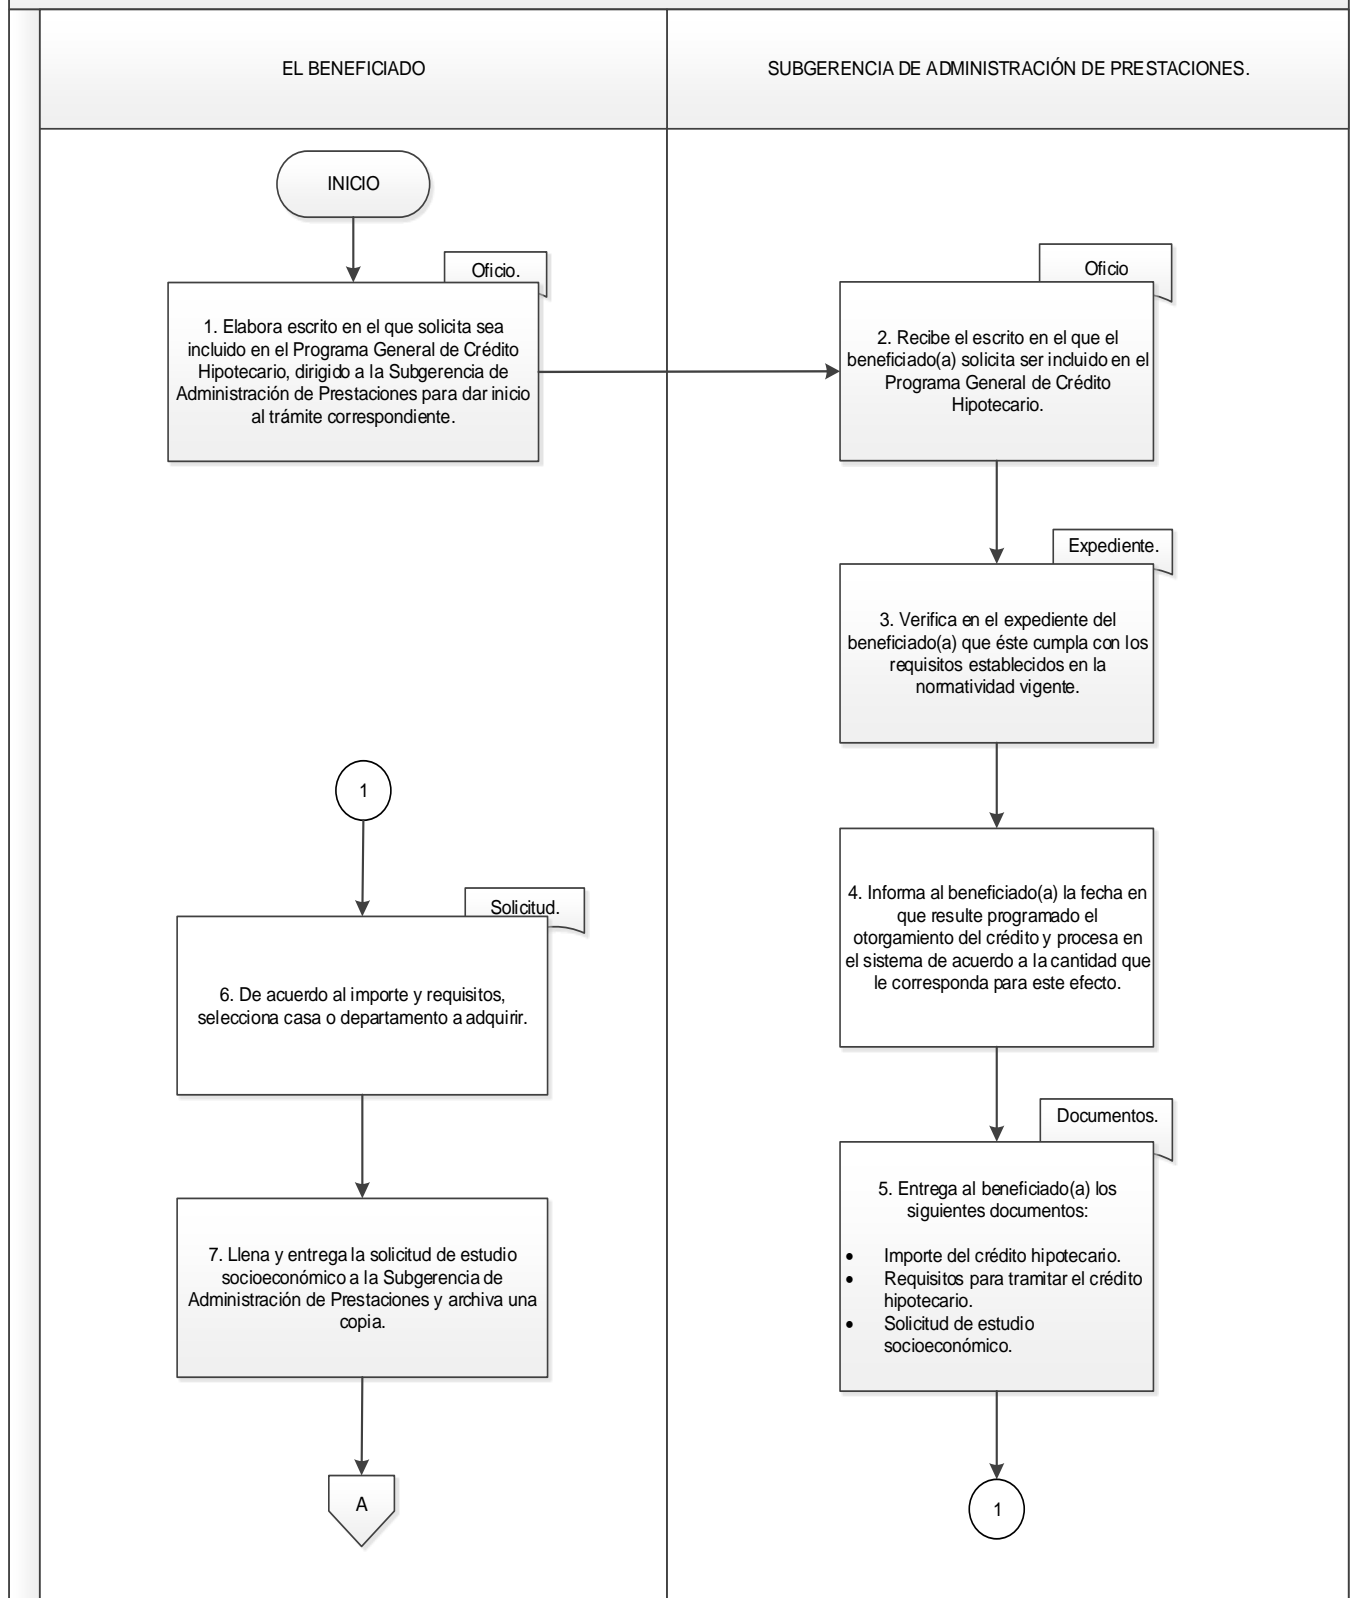 EL BENEFICIADO
SUBGERENCIA DE ADMINISTRACIÓN DE PRESTACIONES.
INICIO
Oficio.
1. Elabora escrito en el que solicita sea
incluido en el Programa General de Crédito
Hipotecario, dirigido a la Subgerencia de
Administración de Prestaciones para dar inicio
al trámite correspondiente.
Oficio
2. Recibe el escrito en el que el
beneficiado(a) solicita ser incluido en el
Programa General de Crédito
Hipotecario.
Expediente.
3. Verifica en el expediente del
beneficiado(a) que éste cumpla con los
requisitos establecidos en la
normatividad vigente.
4. Informa al beneficiado(a) la fecha en
que resulte programado el
otorgamiento del crédito y procesa en
el sistema de acuerdo a la cantidad que
le corresponda para este efecto.
Documentos.
5. Entrega al beneficiado(a) los
siguientes documentos:
• Importe del crédito hipotecario.
• Requisitos para tramitar el crédito
hipotecario.
• Solicitud de estudio
socioeconómico.
1
1
Solicitud.
6. De acuerdo al importe y requisitos,
selecciona casa o departamento a adquirir.
7. Llena y entrega la solicitud de estudio
socioeconómico a la Subgerencia de
Administración de Prestaciones y archiva una
copia.
A